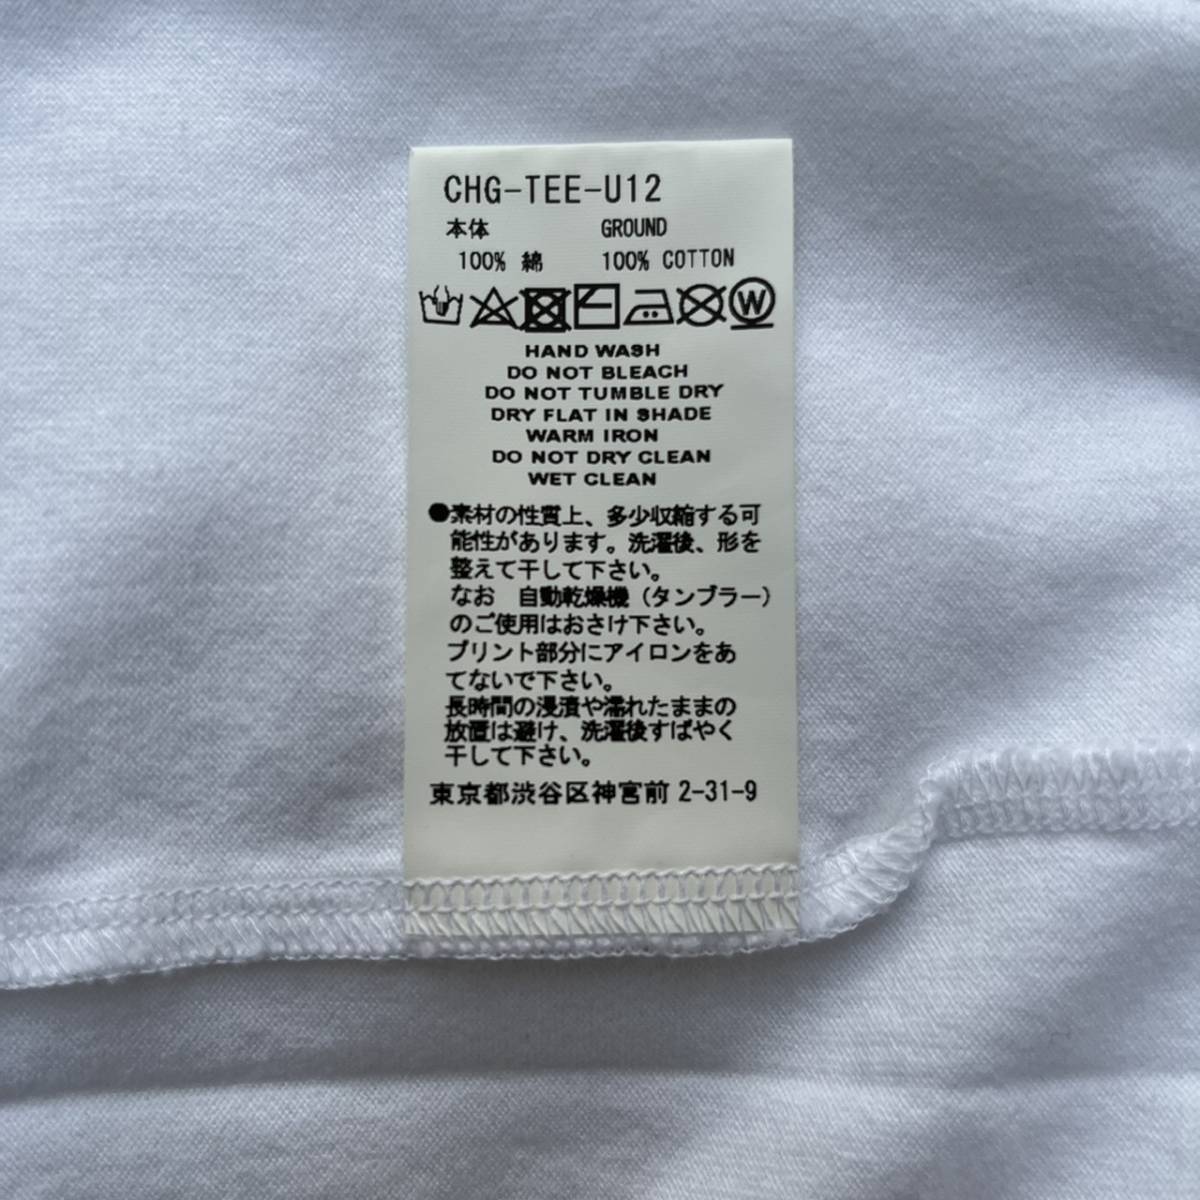 CHG-TEE-U12
本体 GROUND
100% 綿 100% COTTON
W
HAND WASH
DO NOT BLEACH
DO NOT TUMBLE DRY
DRY FLAT IN SHADE
WARM IRON
DO NOT DRY CLEAN
WET CLEAN
●素材の性質上、多少収縮する可
能性があります。洗濯後、形を
整えて干して下さい。
なお 自動乾燥機（タンブラー）
のご使用はおさけ下さい。
プリント部分にアイロンをあ
てないで下さい。
長時間の浸漬や濡れたままの
放置は避け、洗濯後すばやく
干して下さい。
東京都渋谷区神宮前 2-31-9